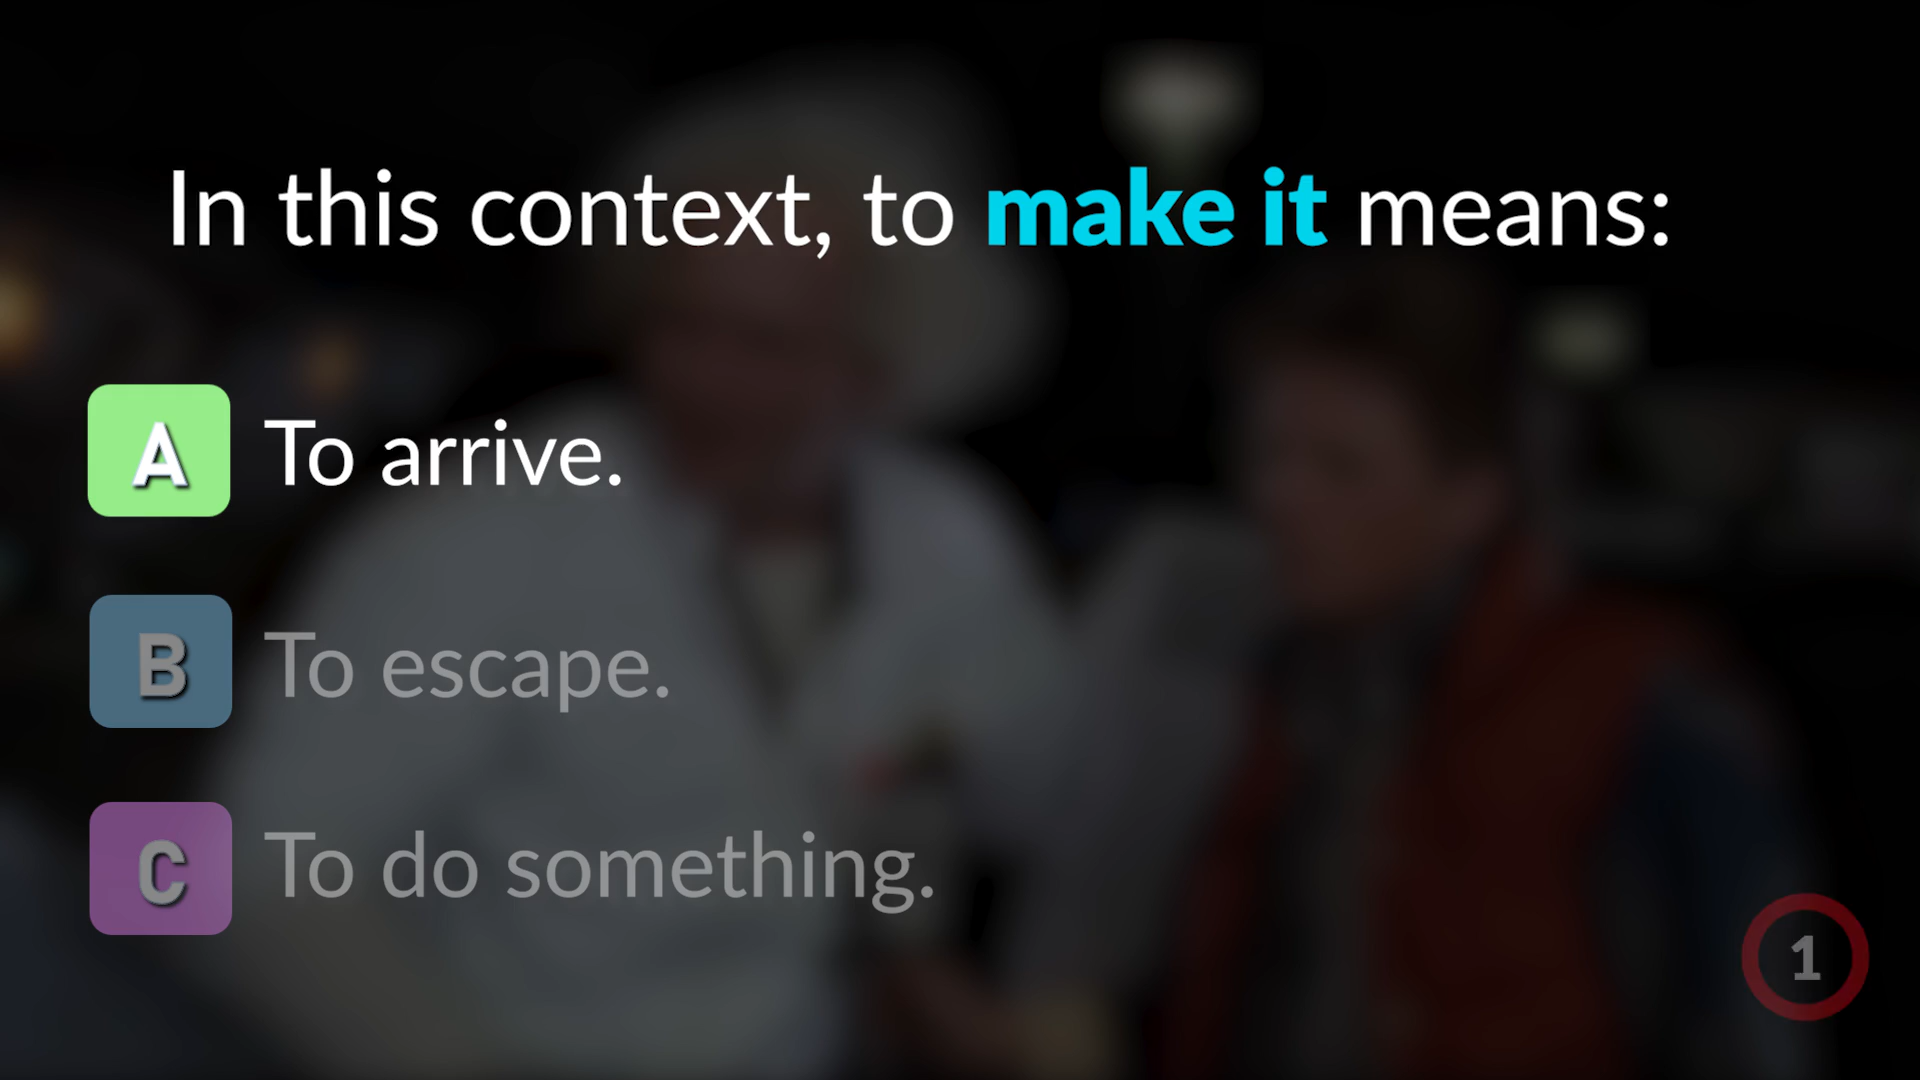 In this context, to make it means:
A To arrive.
B To escape.
C To do something.
1